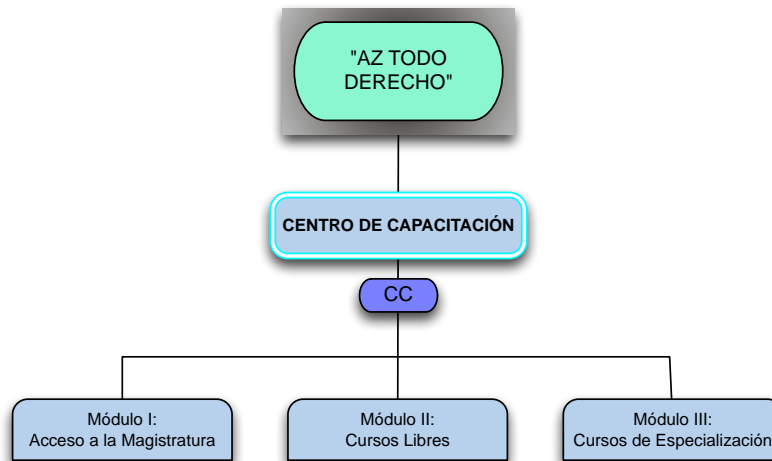 "AZ TODO
DERECHO"
CENTRO DE CAPACITACIÓN
CC
Módulo I:
Acceso a la Magistratura
Módulo II:
Cursos Libres
Módulo III:
Cursos de Especialización